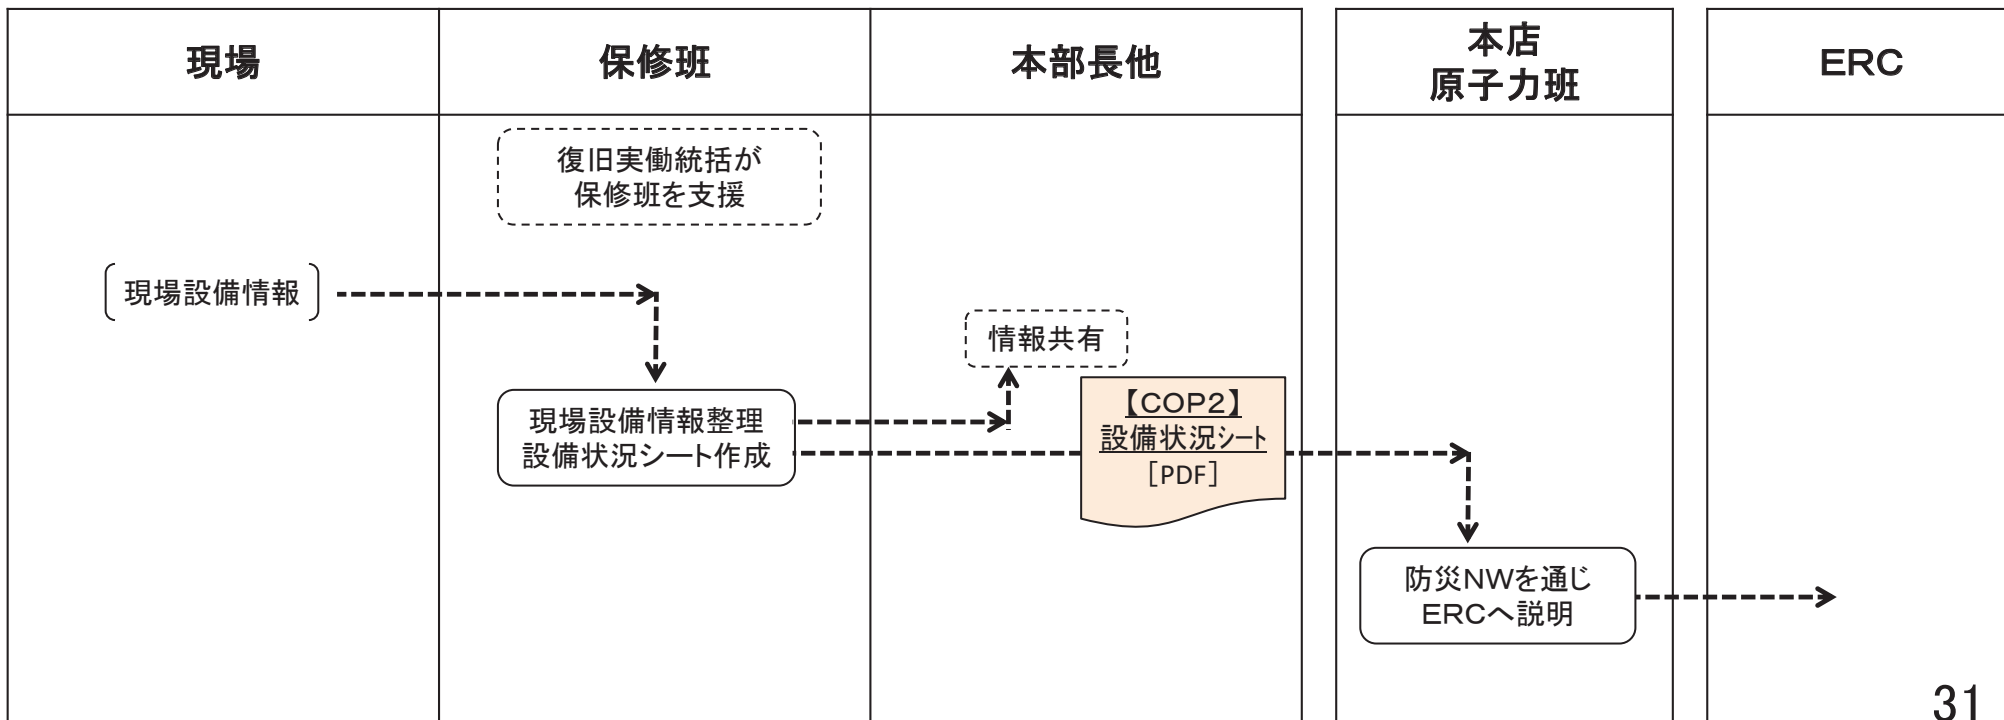 現場
保修班
本部長他
本店
原子力班
ERC
復旧実働統括が
保修班を支援
現場設備情報
情報共有
現場設備情報整理
設備状況シート作成
【COP2】
設備状況シート
[PDF]
防災NWを通じ
ERCへ説明
31